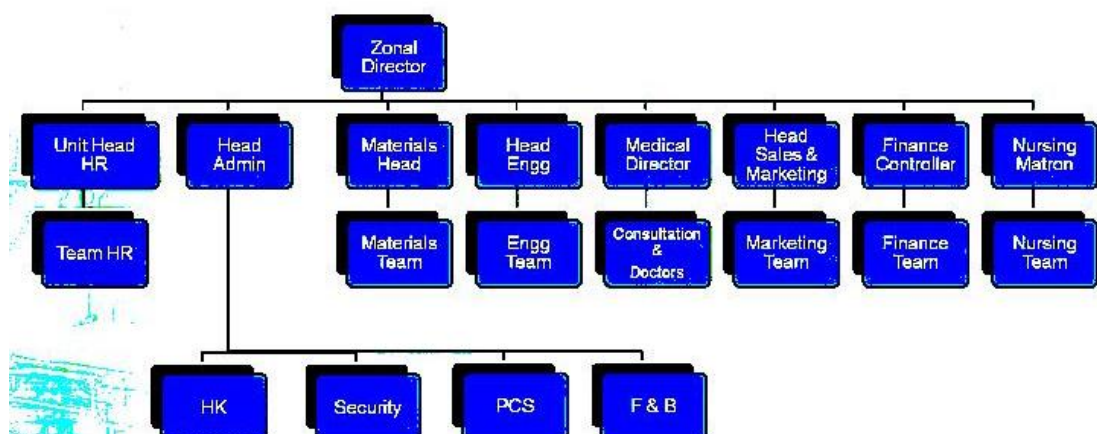 Zonal
Director
Unit Head
HR
Head
Admin
Materials
Head
Head
Engg
Medical
Director
Head
Sales &
Marketing
Finance
Controller
Nursing
Matron
Team HR
Materials
Team
Engg
Team
Consultation
&
Doctors
Marketing
Team
Finance
Team
Nursing
Team
HK
Security
PCS
F & B